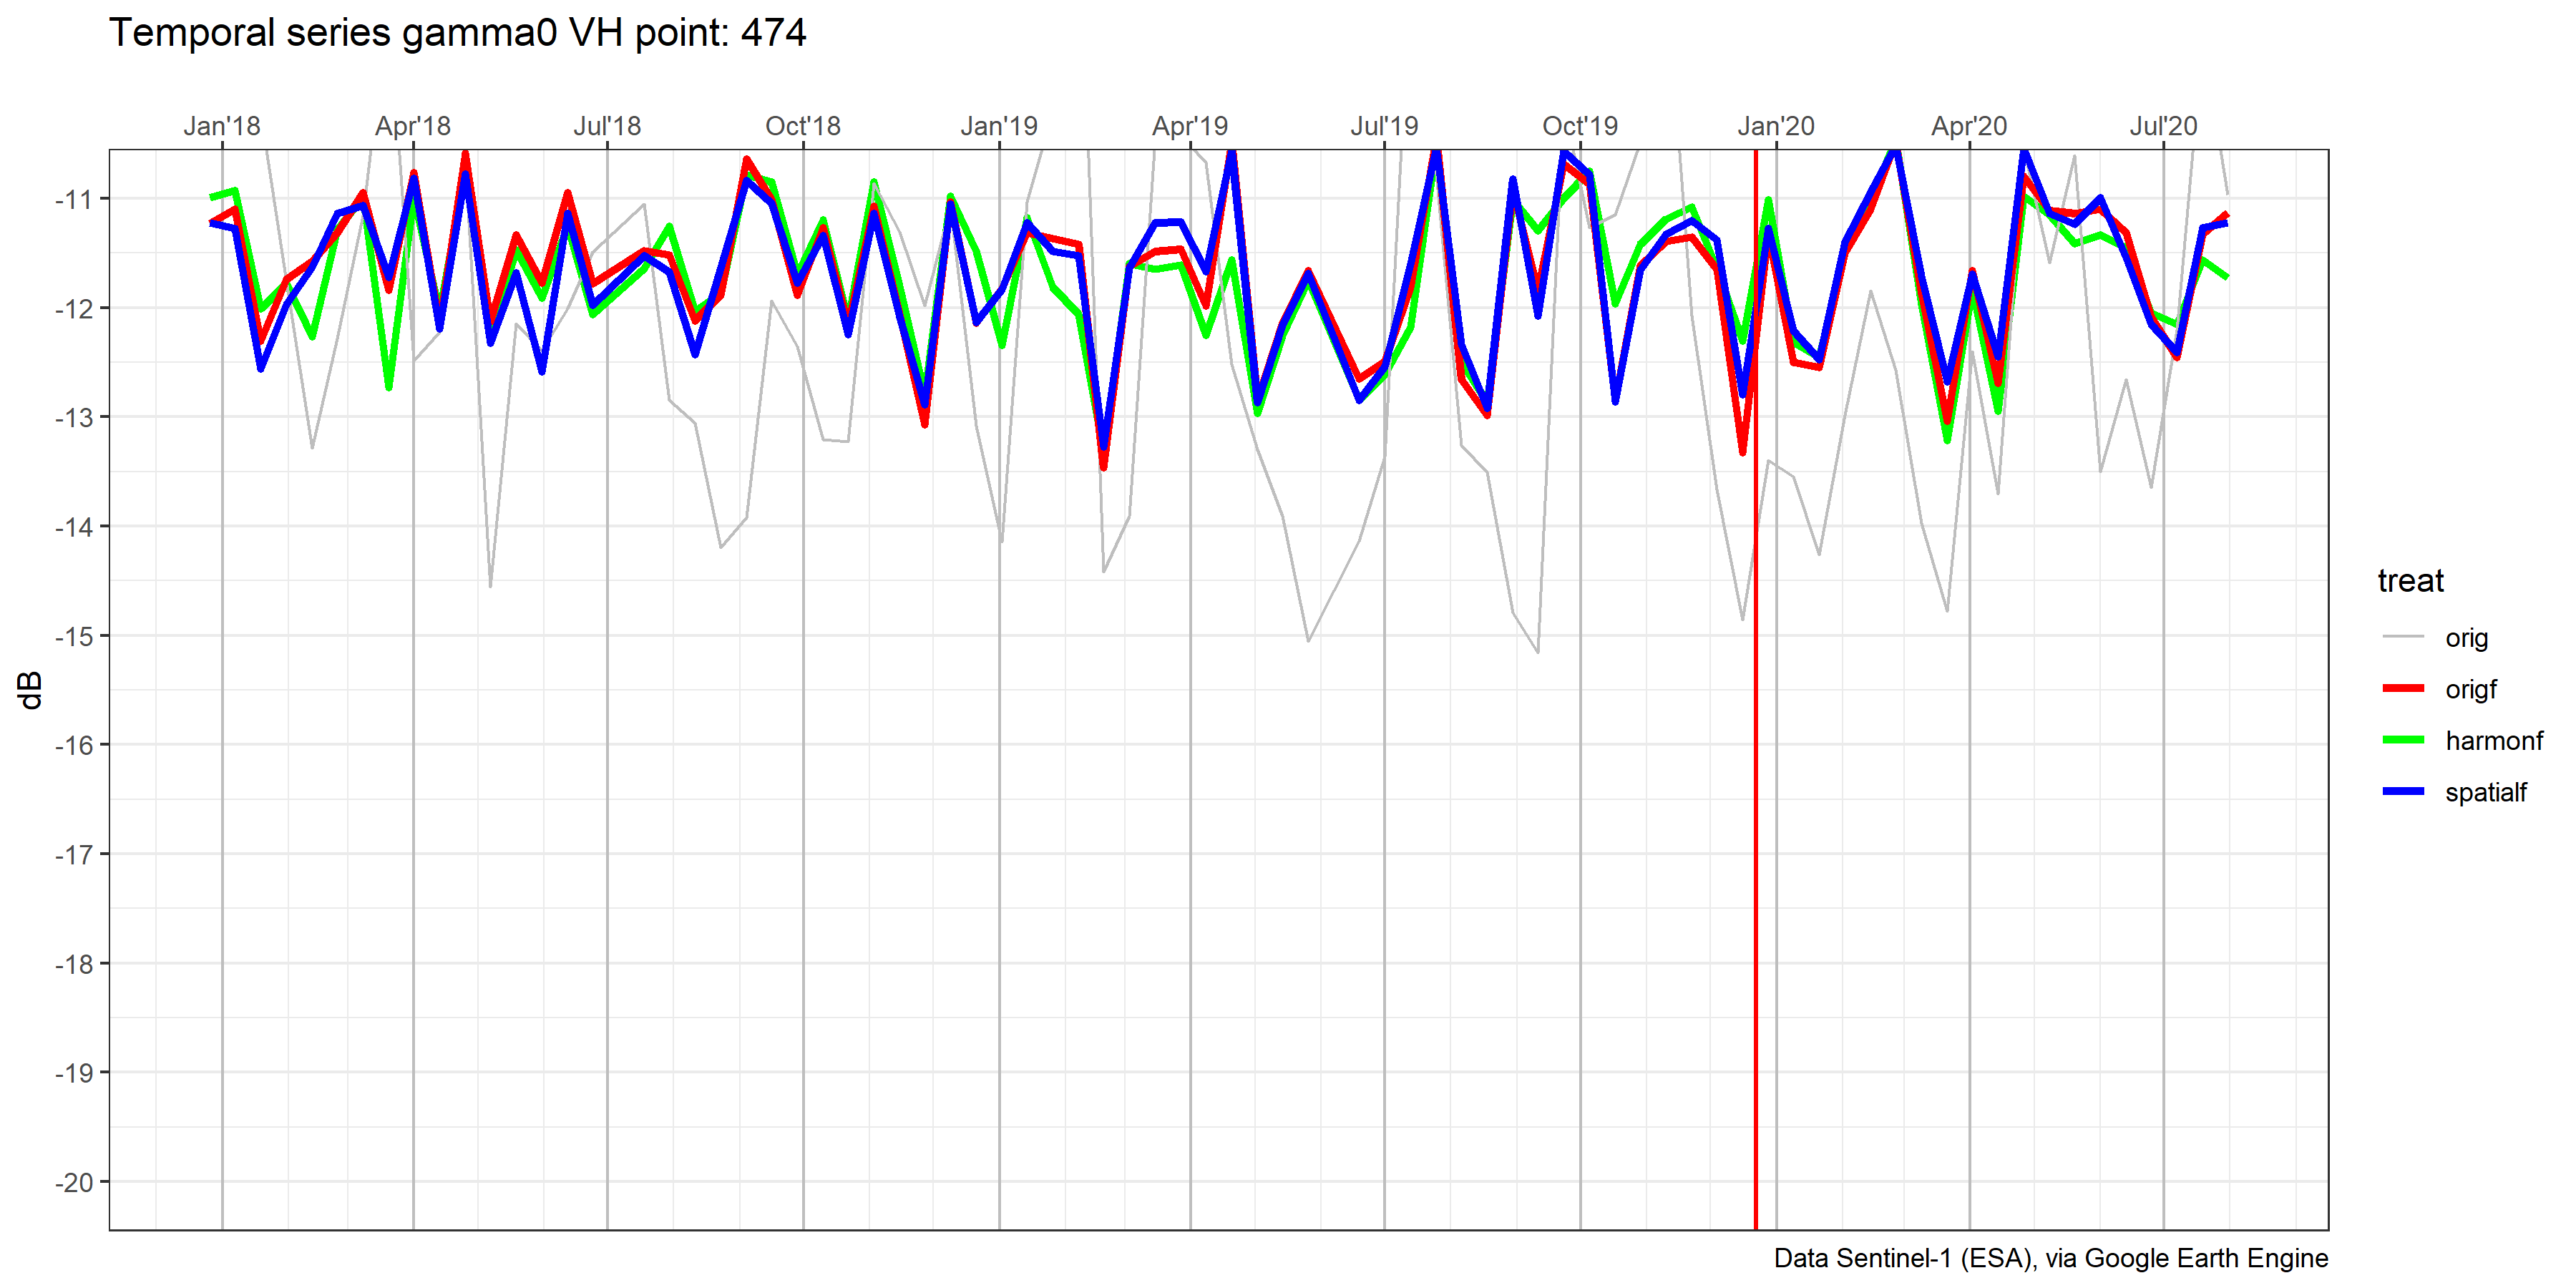 Temporal series gamma0 VH point: 474
Jan'18 Apr'18 Jul'18 Oct'18 Jan'19 Apr'19 Jul'19 Oct'19 Jan'20 Apr'20 Jul'20
-11
-12
-13
-14
-15
-16
-17
-18
-19
-20
dB
treat
orig
origf
harmonf
spatialf
Data Sentinel-1 (ESA), via Google Earth Engine